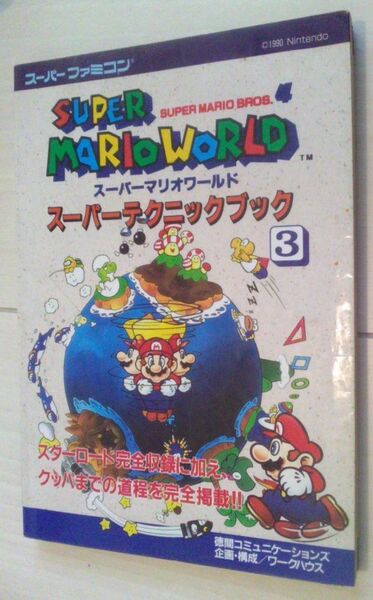 ©1990 Nintendo
スーパーファミコン
SUPER
SUPER MARIO BROS. 4
MARIO WORLD
TM
スーパーマリオワールド
スーパーテクニックブック
3
ZZZ
スターロード完全収録に加え、
クッパまでの道程を完全掲載!!
徳間コミュニケーションズ
企画・構成/ワークハウス